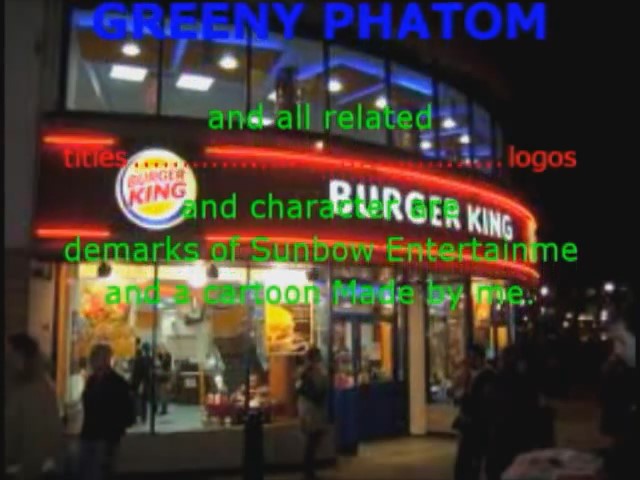 GREENY PHATOM
and all related
titles.......................................logos
BURGER KING
BURGER KING
and character are
demarks of Sunbow Entertainme
and a cartoon Made by me.